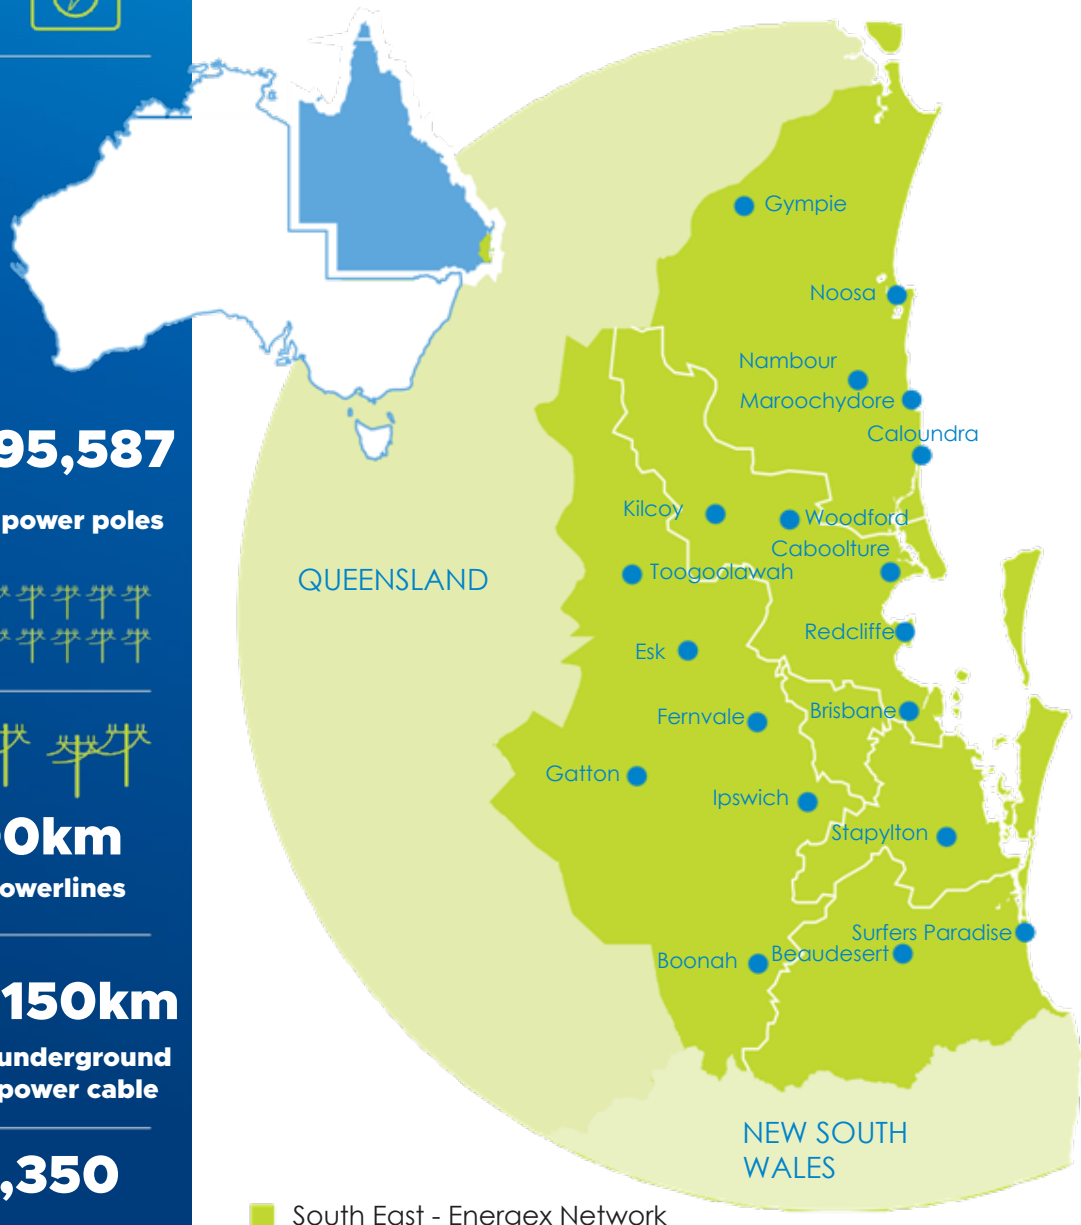 95,587
power poles
0km
owerlines
150km
underground
power cable
,350
Gympie
Noosa
Nambour
Maroochydore
Caloundra
Kilcoy
Woodford
Caboolture
QUEENSLAND
Toogoolawah
Redcliffe
Esk
Fernvale
Brisbane
Gatton
Ipswich
Stapylton
Surfers Paradise
Boonah
Beaudesert
NEW SOUTH
WALES
South East - Energex Network